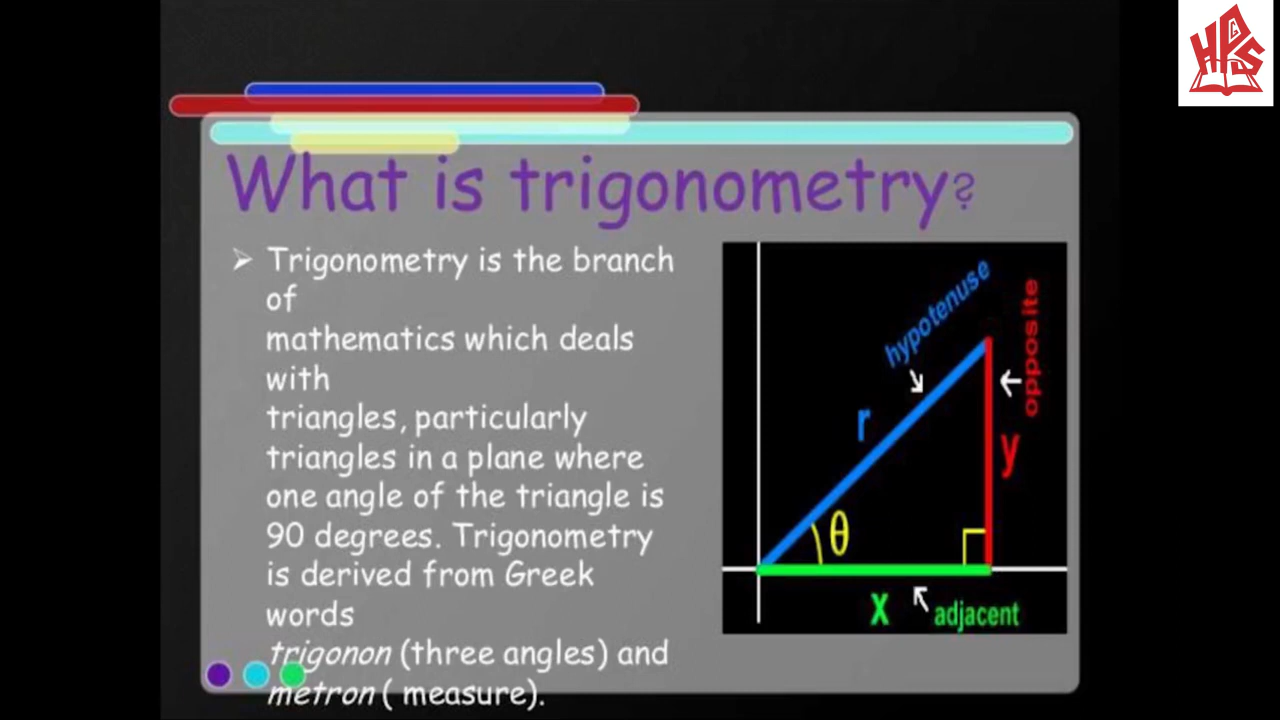 HPS
What is trigonometry?
Trigonometry is the branch
of
mathematics which deals
with
triangles, particularly
triangles in a plane where
one angle of the triangle is
90 degrees. Trigonometry
is derived from Greek
words
trigonon (three angles) and
metron ( measure).
hypotenuse
opposite
r
y
θ
x
adjacent